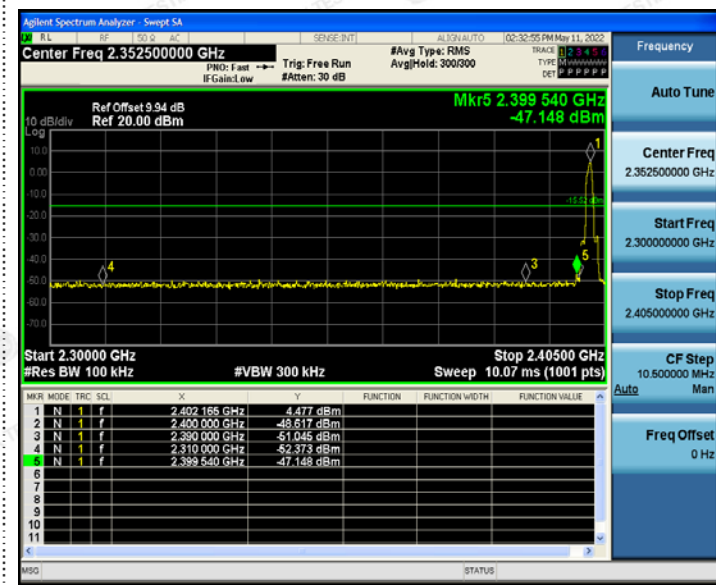 Agilent Spectrum Analyzer - Swept SA
RL RF 50 Ω AC SENSE:INT ALIGNAUTO 02:32:55 PM May 11, 2022
Center Freq 2.352500000 GHz
PNO: Fast
IFGain:Low
Trig: Free Run
#Atten: 30 dB
#Avg Type: RMS
Avg|Hold: 300/300
TRACE 1 2 3 4 5 6
TYPE M
DET P P P P P P
Ref Offset 9.94 dB
Ref 20.00 dBm
10 dB/div
Log
Mkr5 2.399 540 GHz
-47.148 dBm
10.0
0.00
-10.0
-20.0
-30.0
-40.0
-50.0
-60.0
-70.0
1
-15.52 dBm
4
3
5
Start 2.30000 GHz
Stop 2.40500 GHz
#Res BW 100 kHz
#VBW 300 kHz
Sweep 10.07 ms (1001 pts)
MKR MODE TRC SCL X Y FUNCTION FUNCTION WIDTH FUNCTION VALUE
1 N 1 f 2.402 165 GHz 4.477 dBm
2 N 1 f 2.400 000 GHz -48.617 dBm
3 N 1 f 2.390 000 GHz -51.045 dBm
4 N 1 f 2.310 000 GHz -52.373 dBm
5 N 1 f 2.399 540 GHz -47.148 dBm
6
7
8
9
10
11
MSG
STATUS
Frequency
Auto Tune
Center Freq
2.352500000 GHz
Start Freq
2.300000000 GHz
Stop Freq
2.405000000 GHz
CF Step
10.500000 MHz
Auto Man
Freq Offset
0 Hz